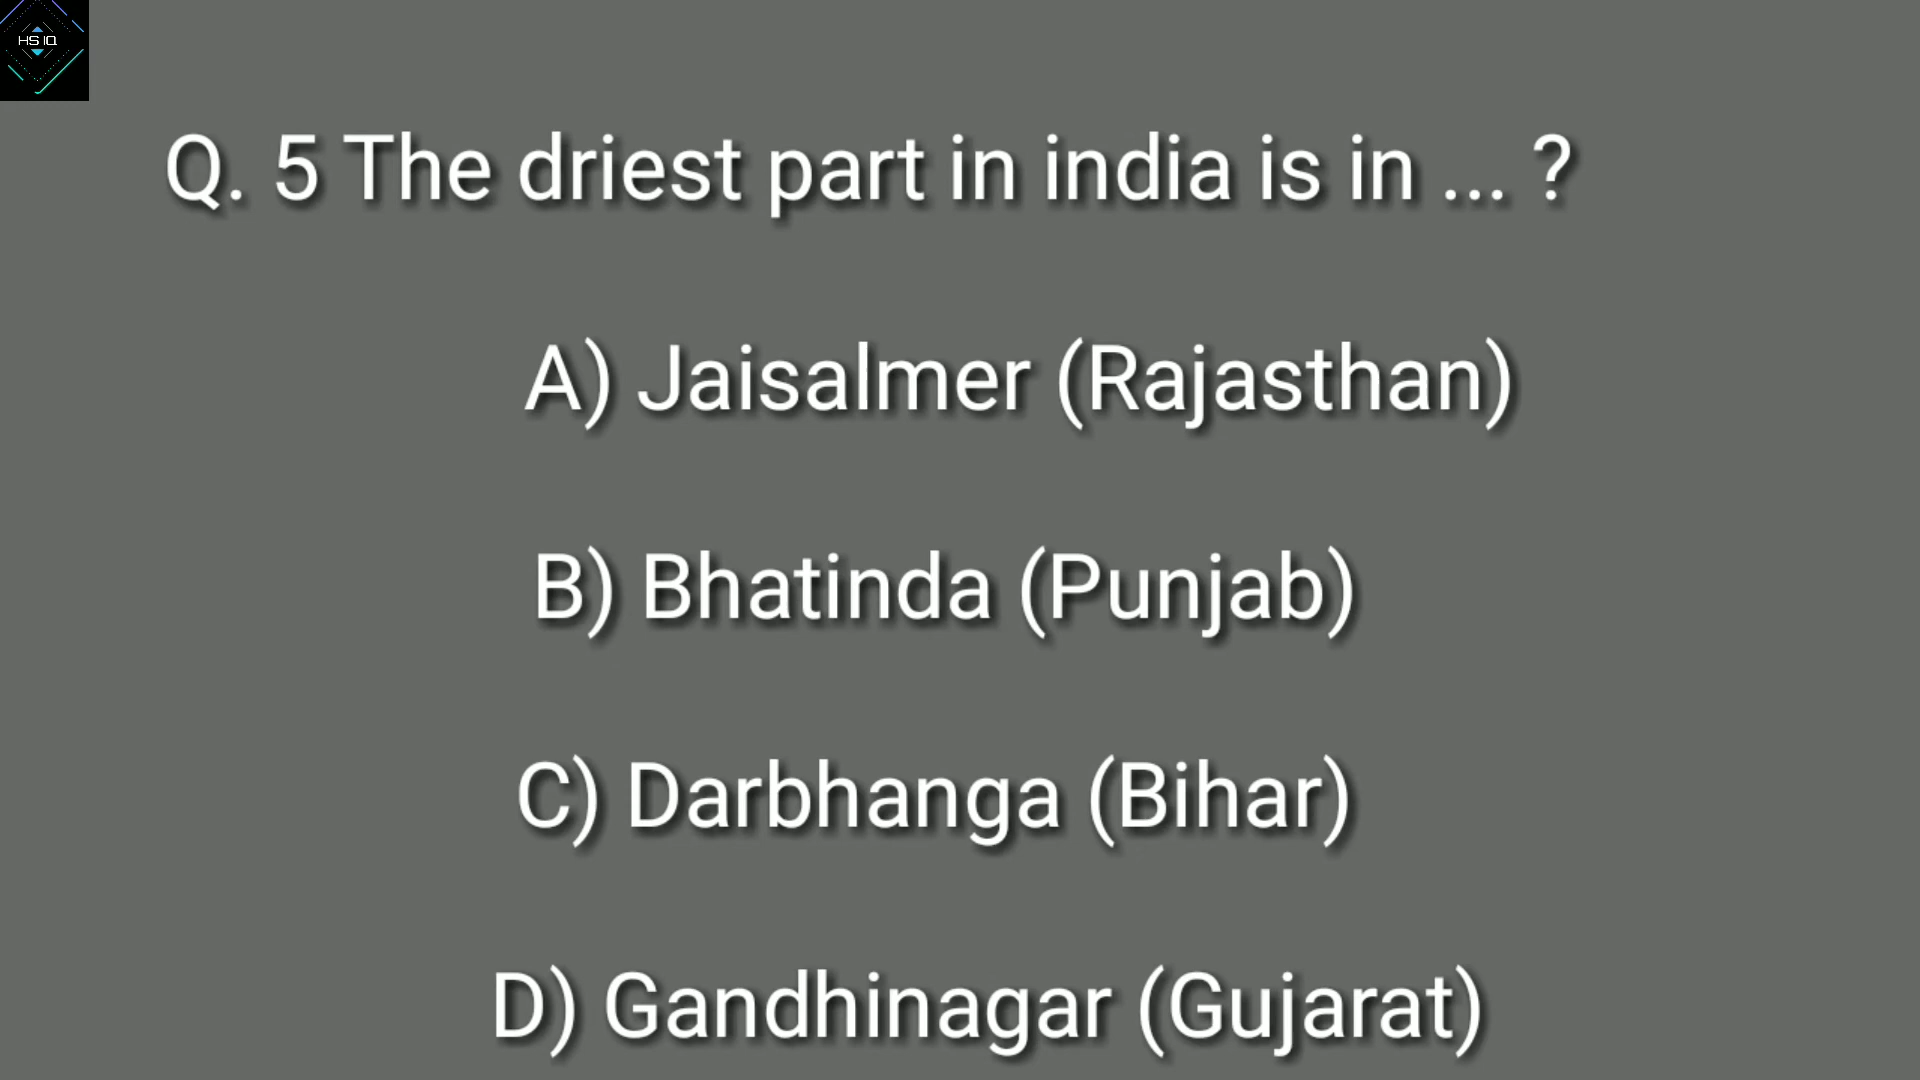 HS IQ
Q. 5 The driest part in india is in ... ?
A) Jaisalmer (Rajasthan)
B) Bhatinda (Punjab)
C) Darbhanga (Bihar)
D) Gandhinagar (Gujarat)